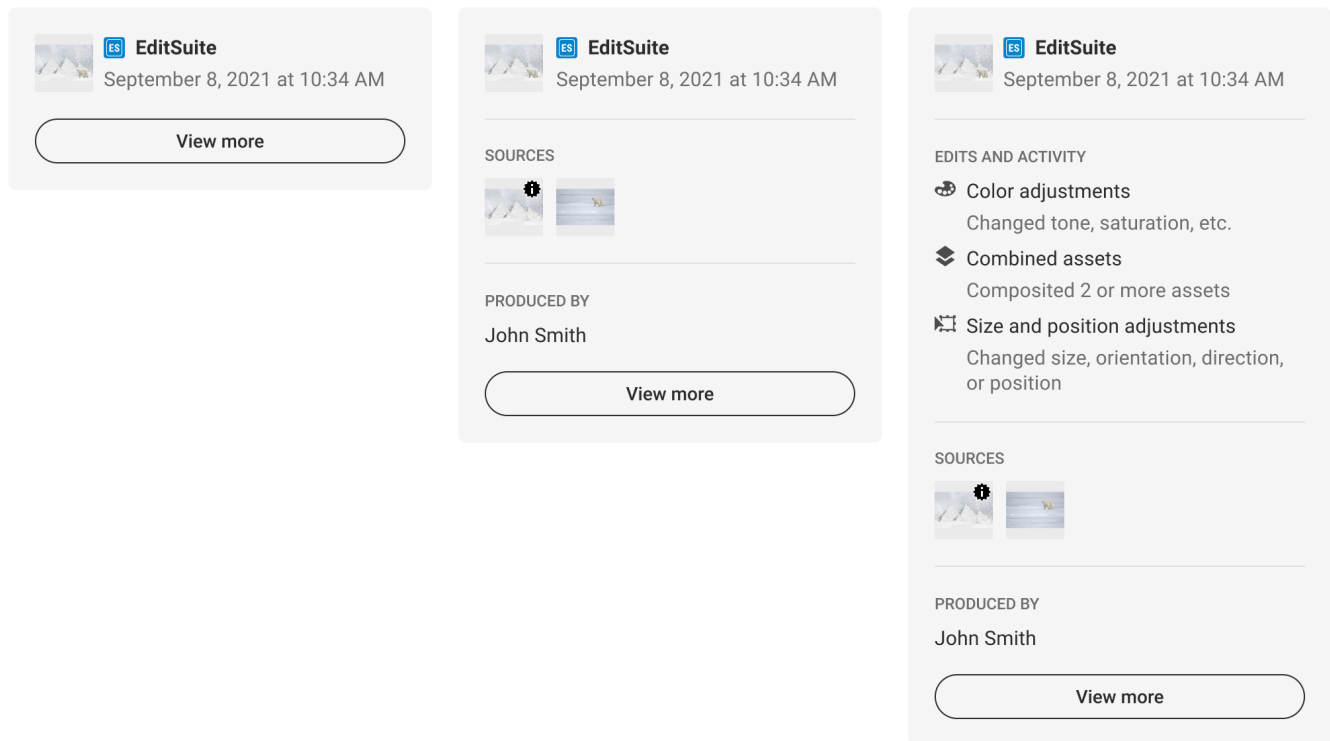 ES EditSuite
September 8, 2021 at 10:34 AM
View more
ES EditSuite
September 8, 2021 at 10:34 AM
SOURCES
PRODUCED BY
John Smith
View more
ES EditSuite
September 8, 2021 at 10:34 AM
EDITS AND ACTIVITY
Color adjustments
Changed tone, saturation, etc.
Combined assets
Composited 2 or more assets
Size and position adjustments
Changed size, orientation, direction,
or position
SOURCES
PRODUCED BY
John Smith
View more